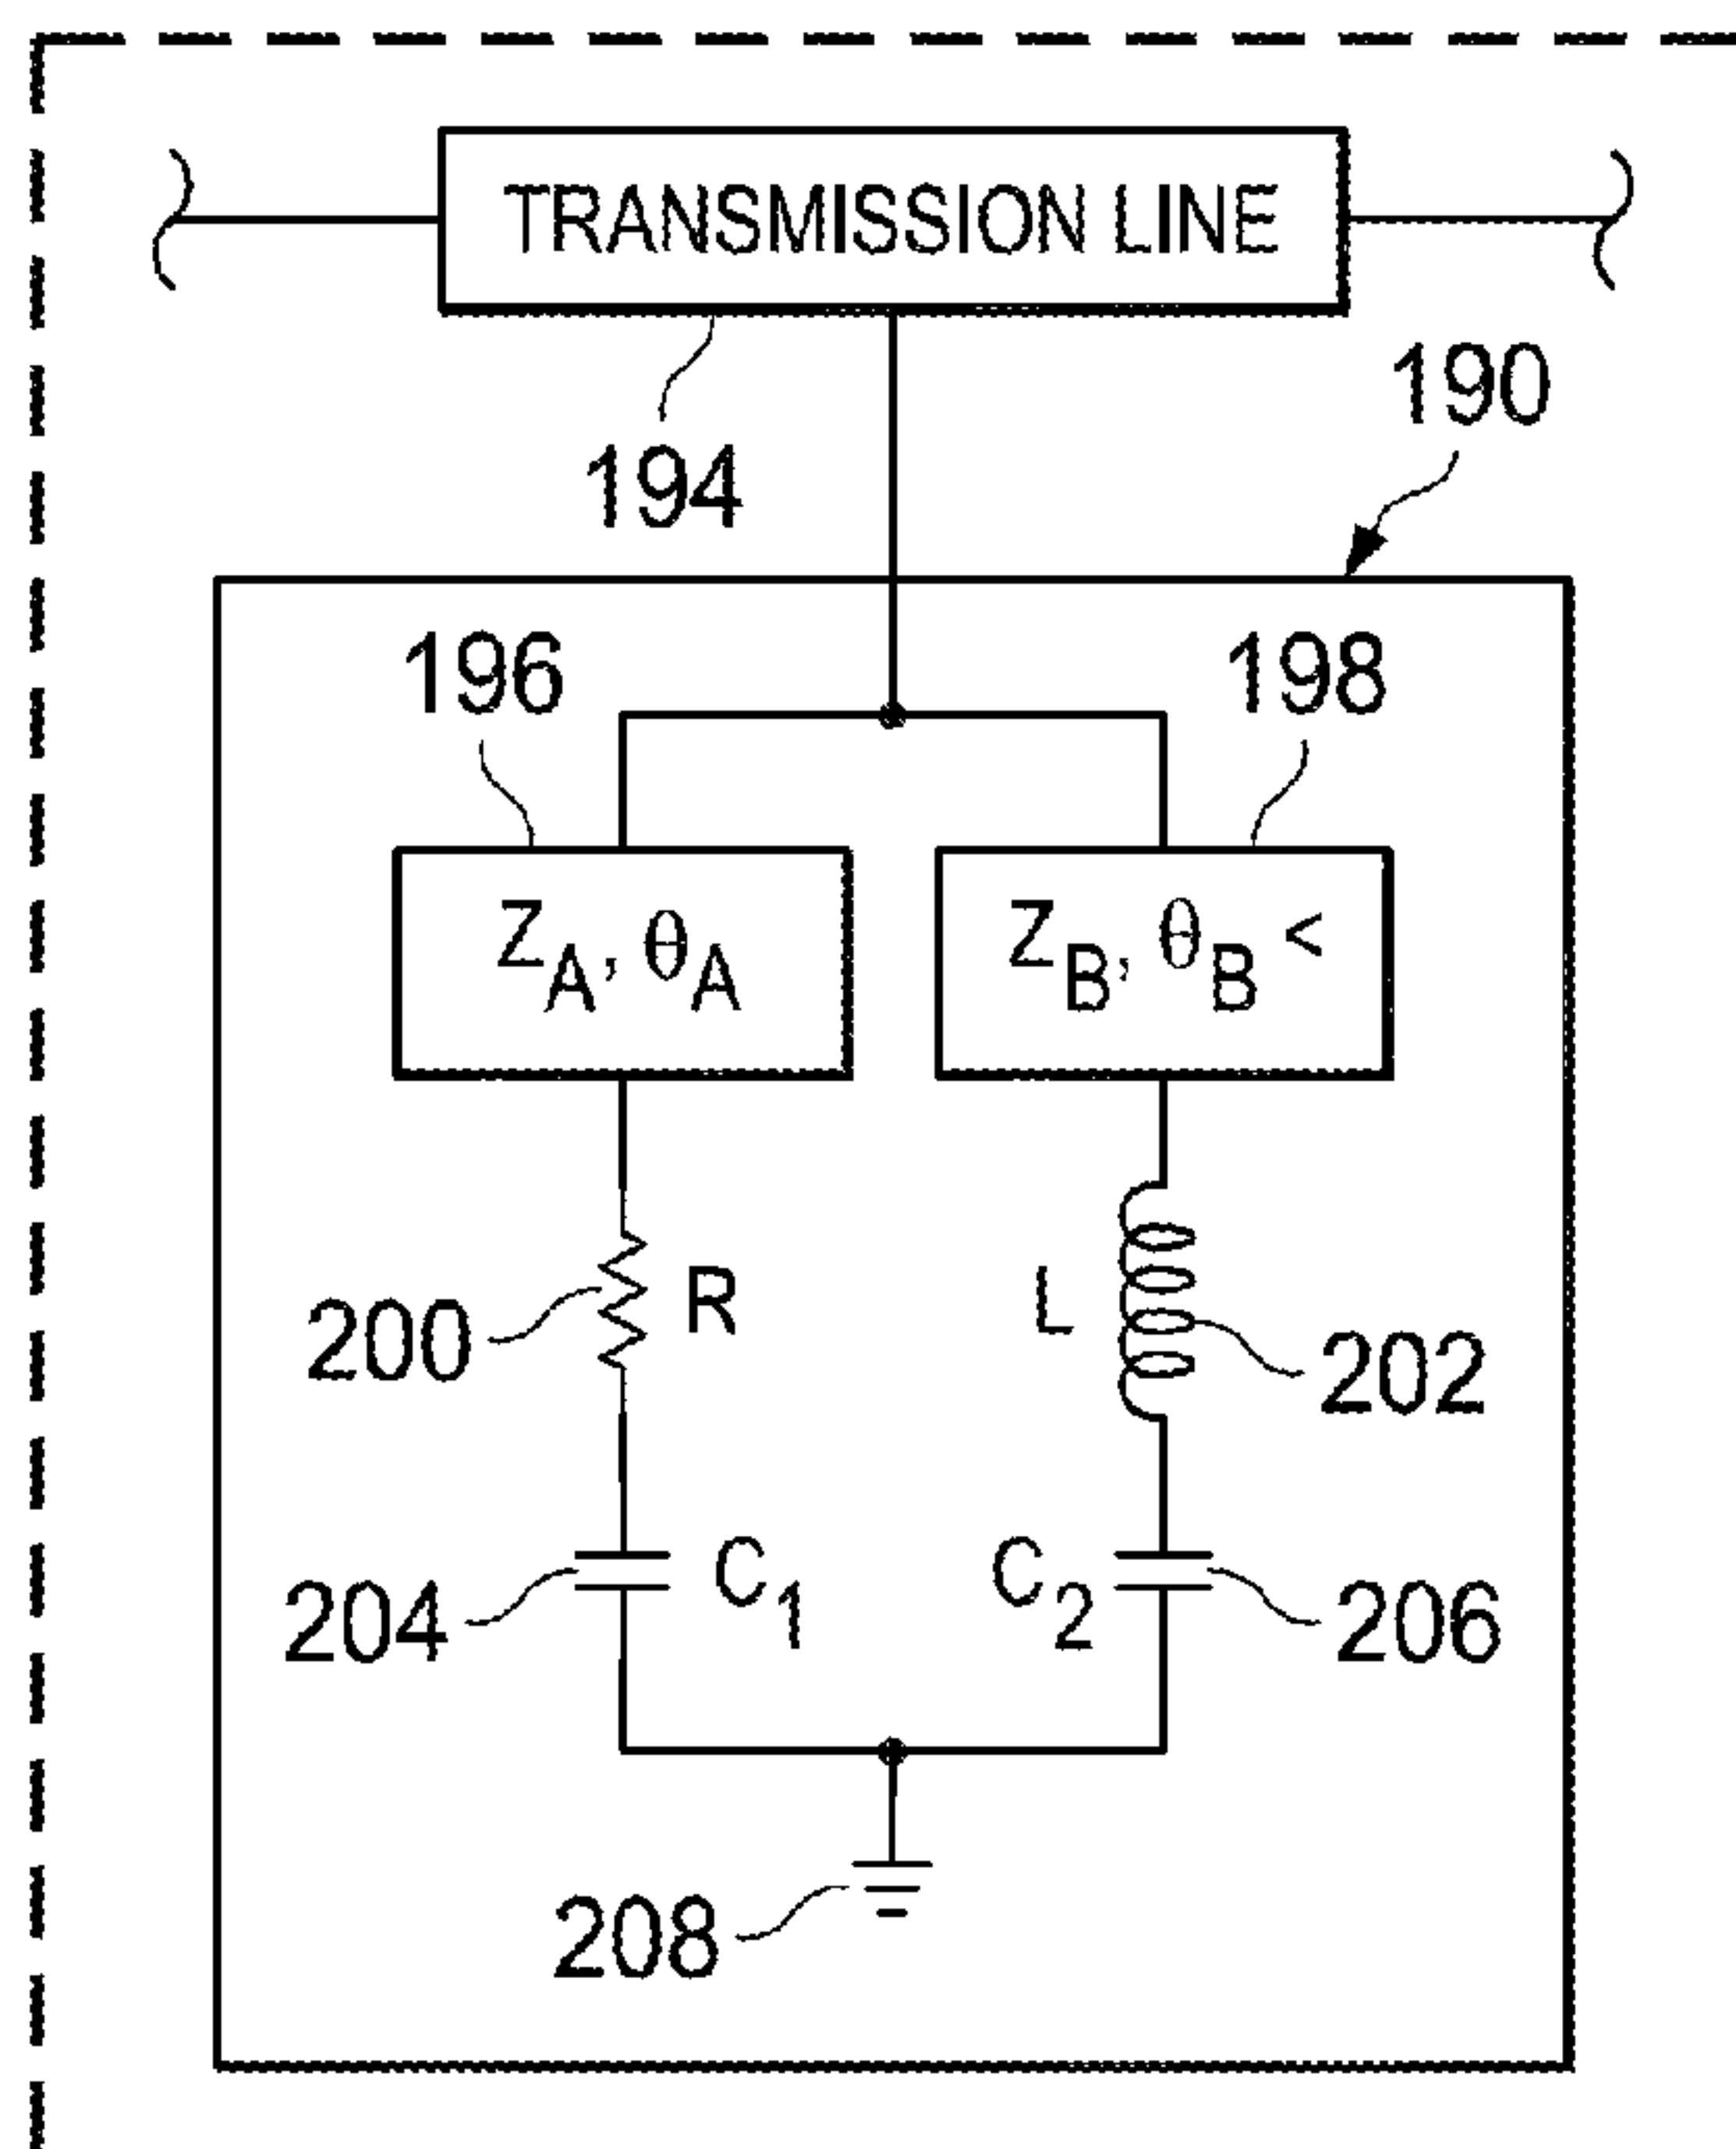 TRANSMISSION LINE
190
194
196
198
Z_A, θ_A
Z_B, θ_B <
200
R
L
202
204
C_1
C_2
206
208